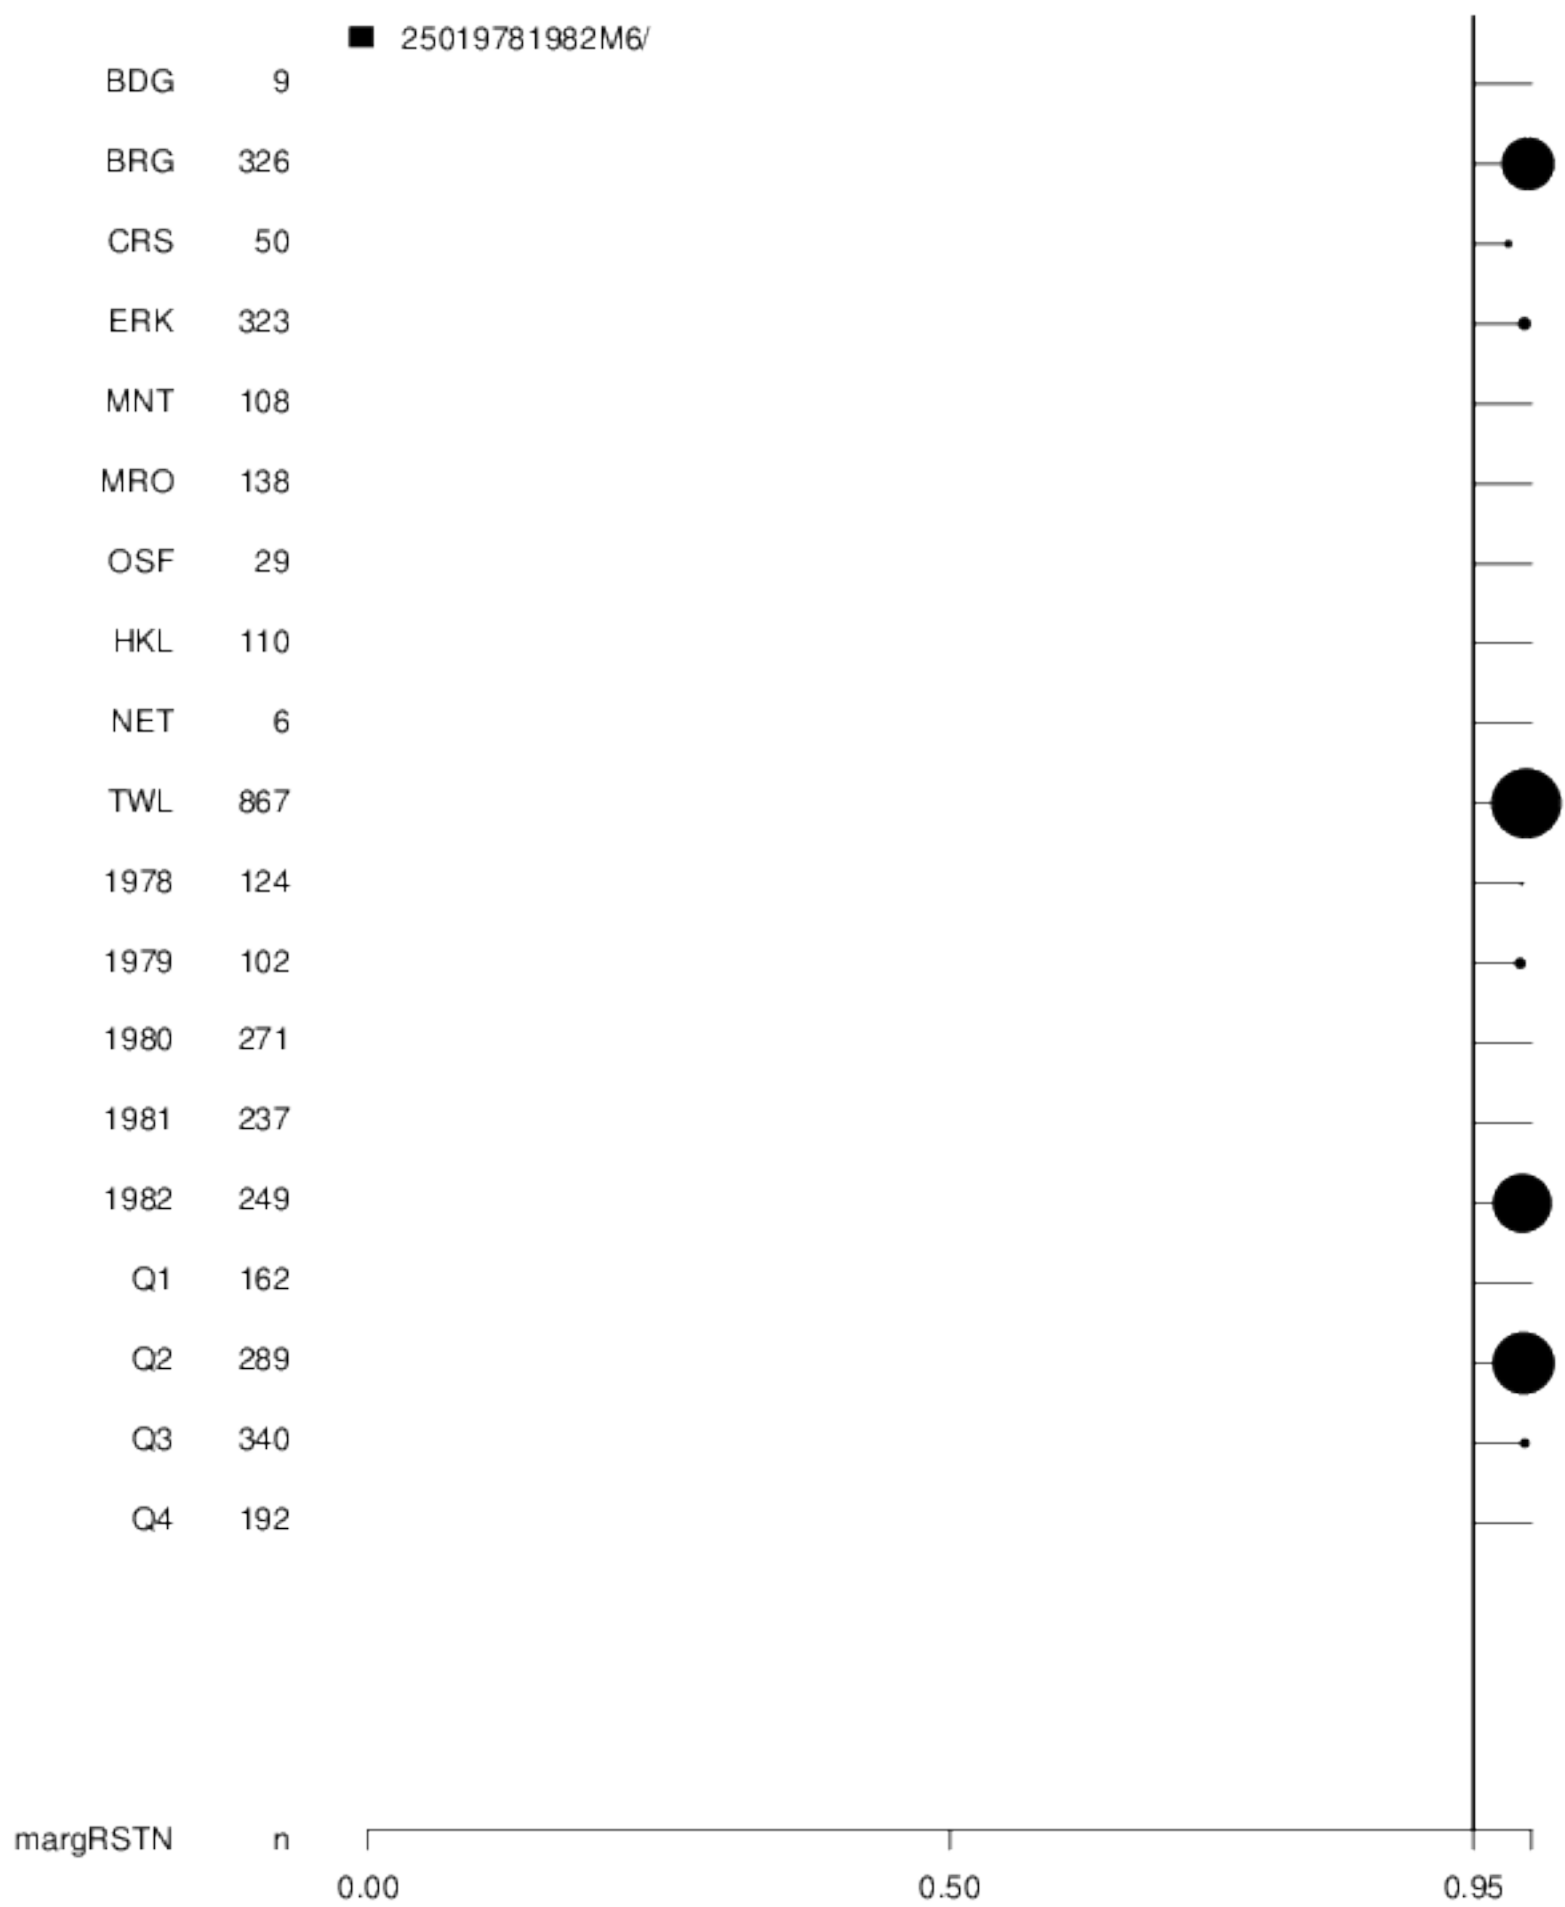 25019781982M6/
BDG 9
BRG 326
CRS 50
ERK 323
MNT 108
MRO 138
OSF 29
HKL 110
NET 6
TWL 867
1978 124
1979 102
1980 271
1981 237
1982 249
Q1 162
Q2 289
Q3 340
Q4 192
margRSTN n
0.00 0.50 0.95